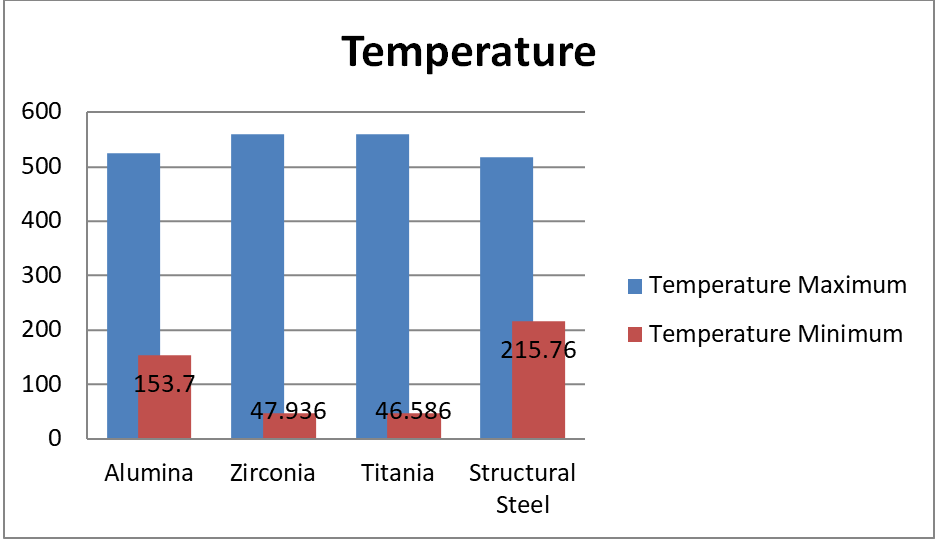 Temperature
600
500
400
300
200
100
0
153.7
47.936
46.586
215.76
Alumina
Zirconia
Titania
Structural
Steel
Temperature Maximum
Temperature Minimum